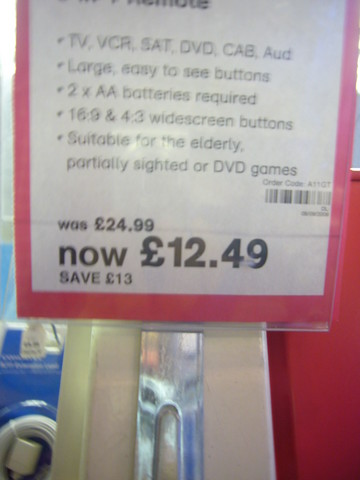 Remote
TV, VCR, SAT, DVD, CAB, Aud
Large, easy to see buttons
2 x AA batteries required
16:9 & 4:3 widescreen buttons
Suitable for the elderly,
partially sighted or DVD games
Order Code: A11GT
was £24.99
now £12.49
SAVE £13